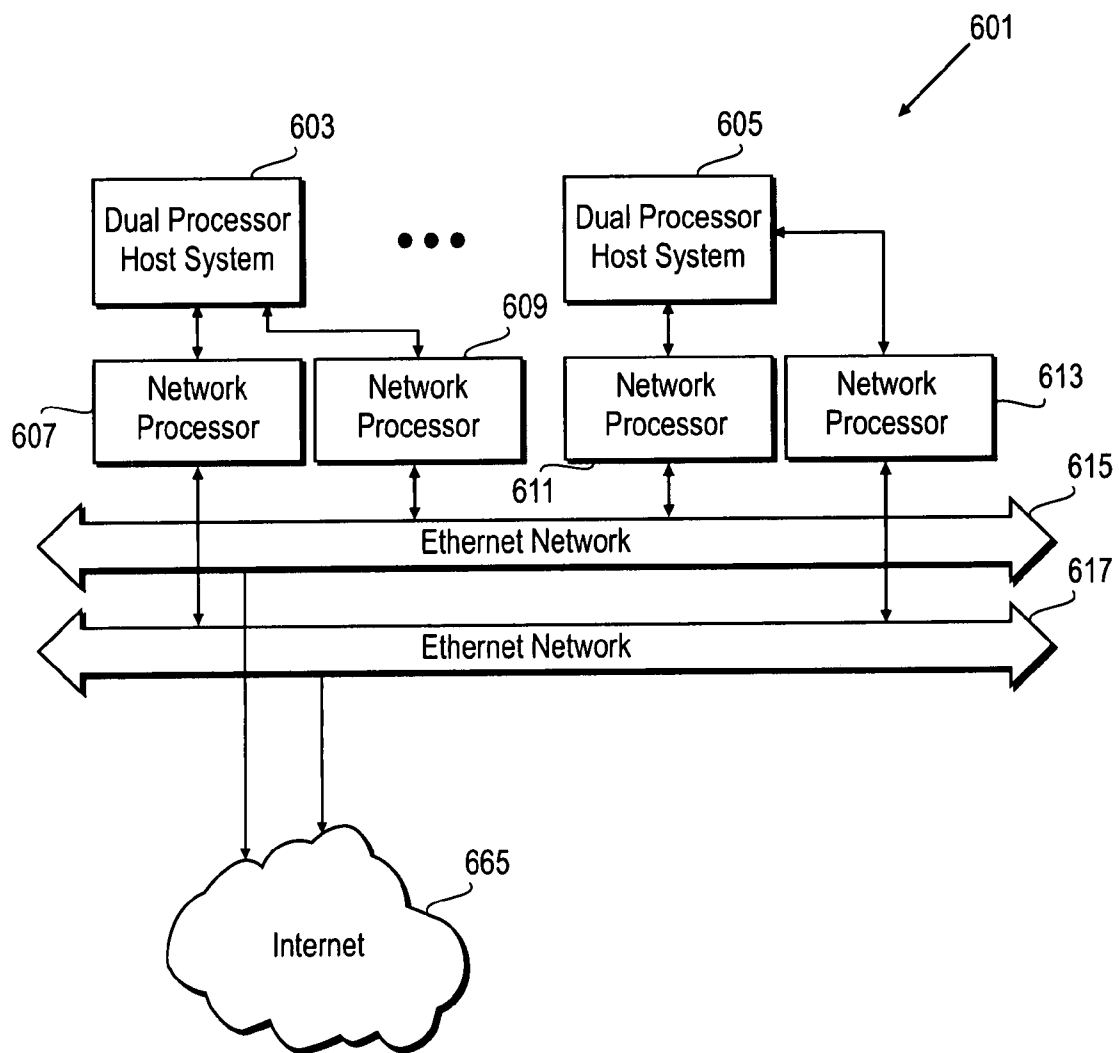 601
603
605
Dual Processor
Host System
Dual Processor
Host System
609
Network
Processor
Network
Processor
Network
Processor
Network
Processor
613
607
611
615
Ethernet Network
617
Ethernet Network
665
Internet